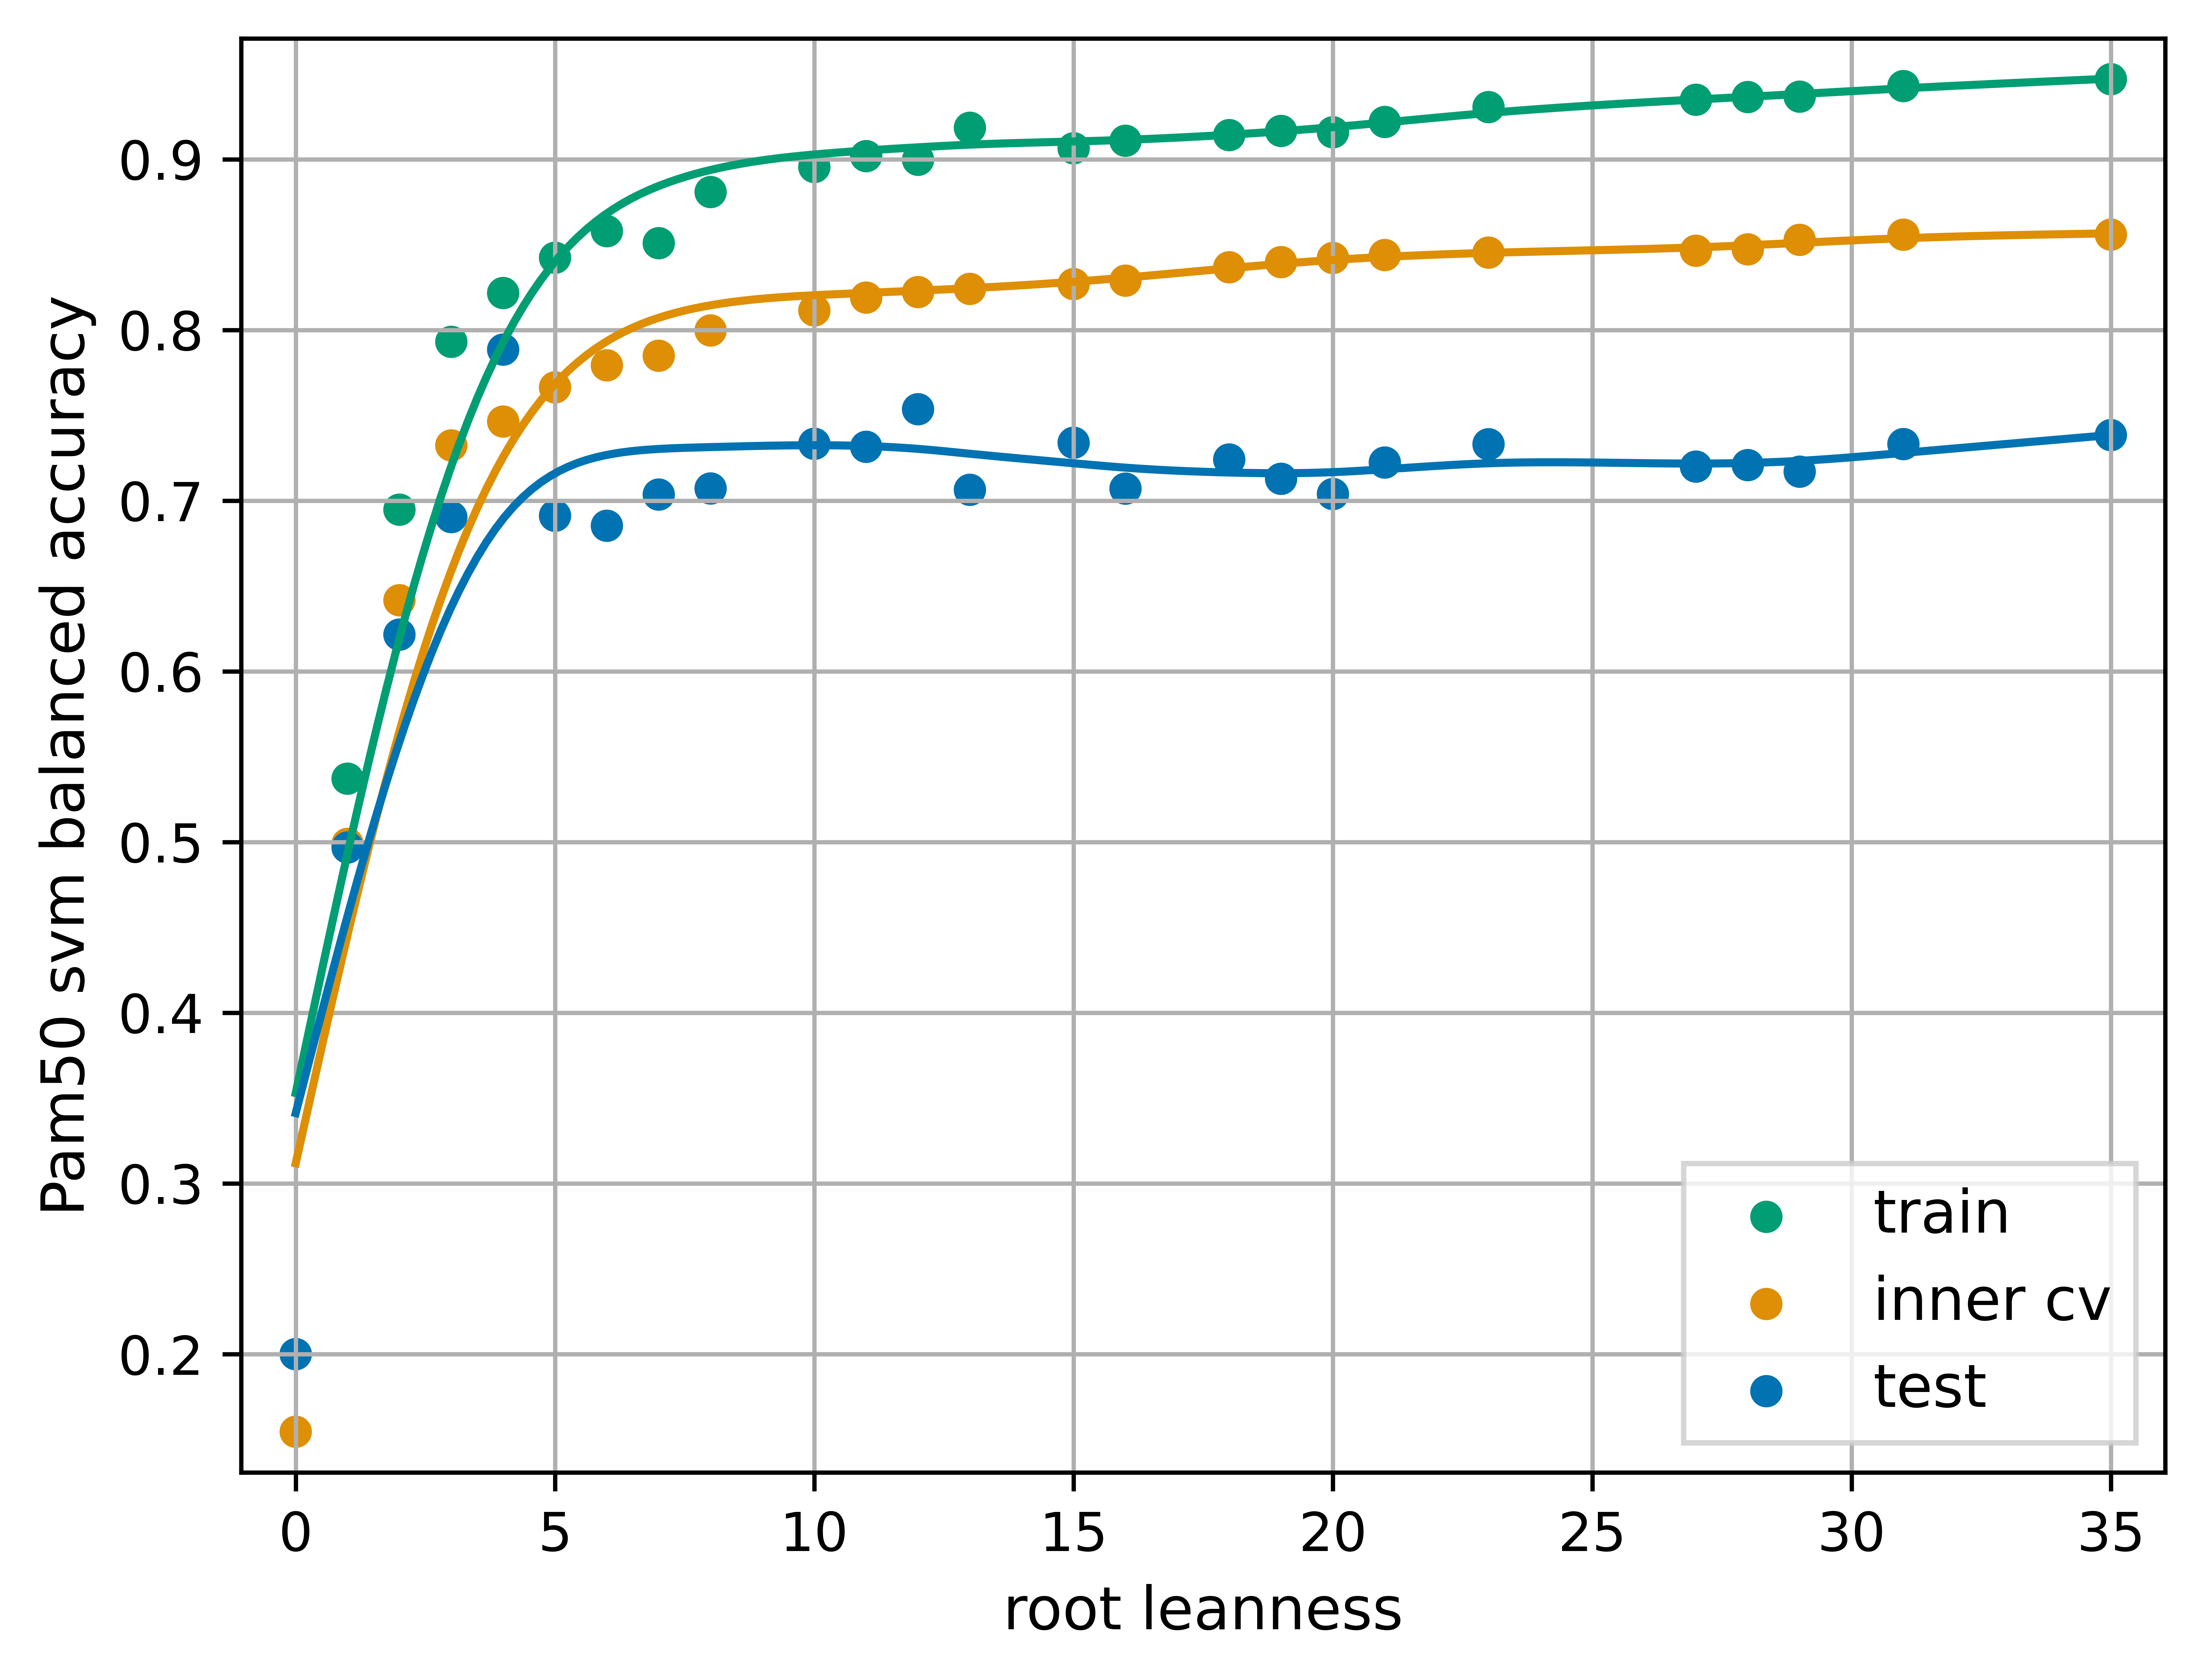 Pam50 svm balanced accuracy
0.9
0.8
0.7
0.6
0.5
0.4
0.3
0.2
train
inner cv
test
0 5 10 15 20 25 30 35
root leanness